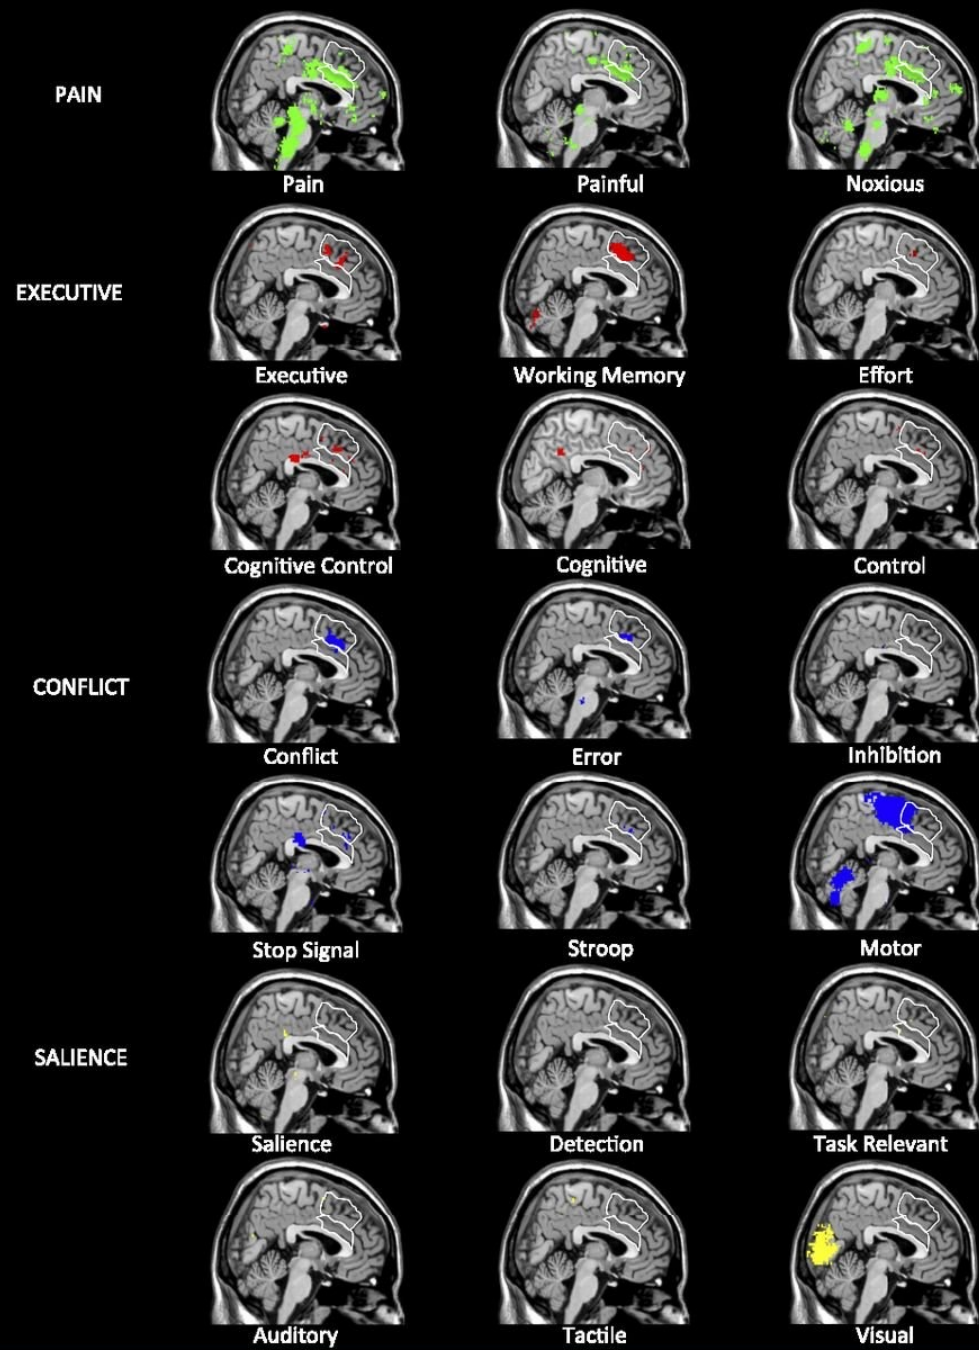 PAIN
Pain Painful Noxious
EXECUTIVE
Executive Working Memory Effort
Cognitive Control Cognitive Control
CONFLICT
Conflict Error Inhibition
Stop Signal Stroop Motor
SALIENCE
Salience Detection Task Relevant
Auditory Tactile Visual